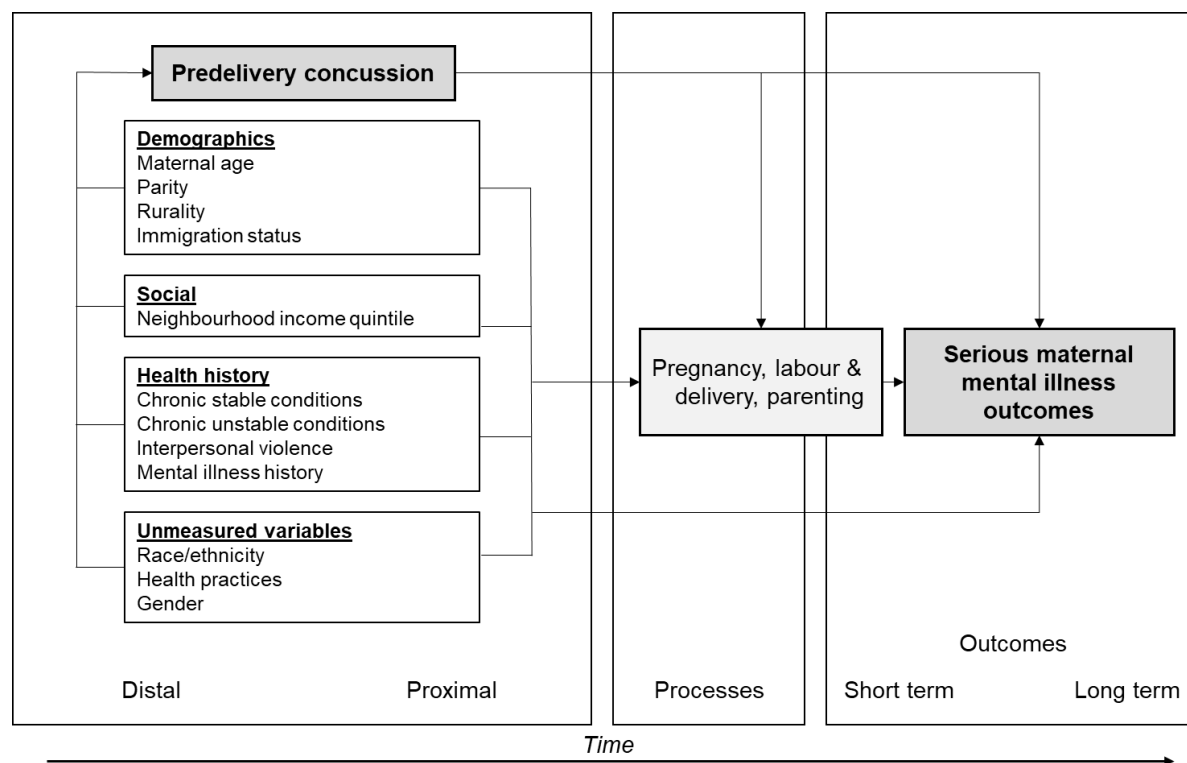 Predelivery concussion
Demographics
Maternal age
Parity
Rurality
Immigration status
Social
Neighbourhood income quintile
Health history
Chronic stable conditions
Chronic unstable conditions
Interpersonal violence
Mental illness history
Unmeasured variables
Race/ethnicity
Health practices
Gender
Pregnancy, labour &
delivery, parenting
Serious maternal
mental illness
outcomes
Outcomes
Distal
Proximal
Processes
Short term
Long term
Time